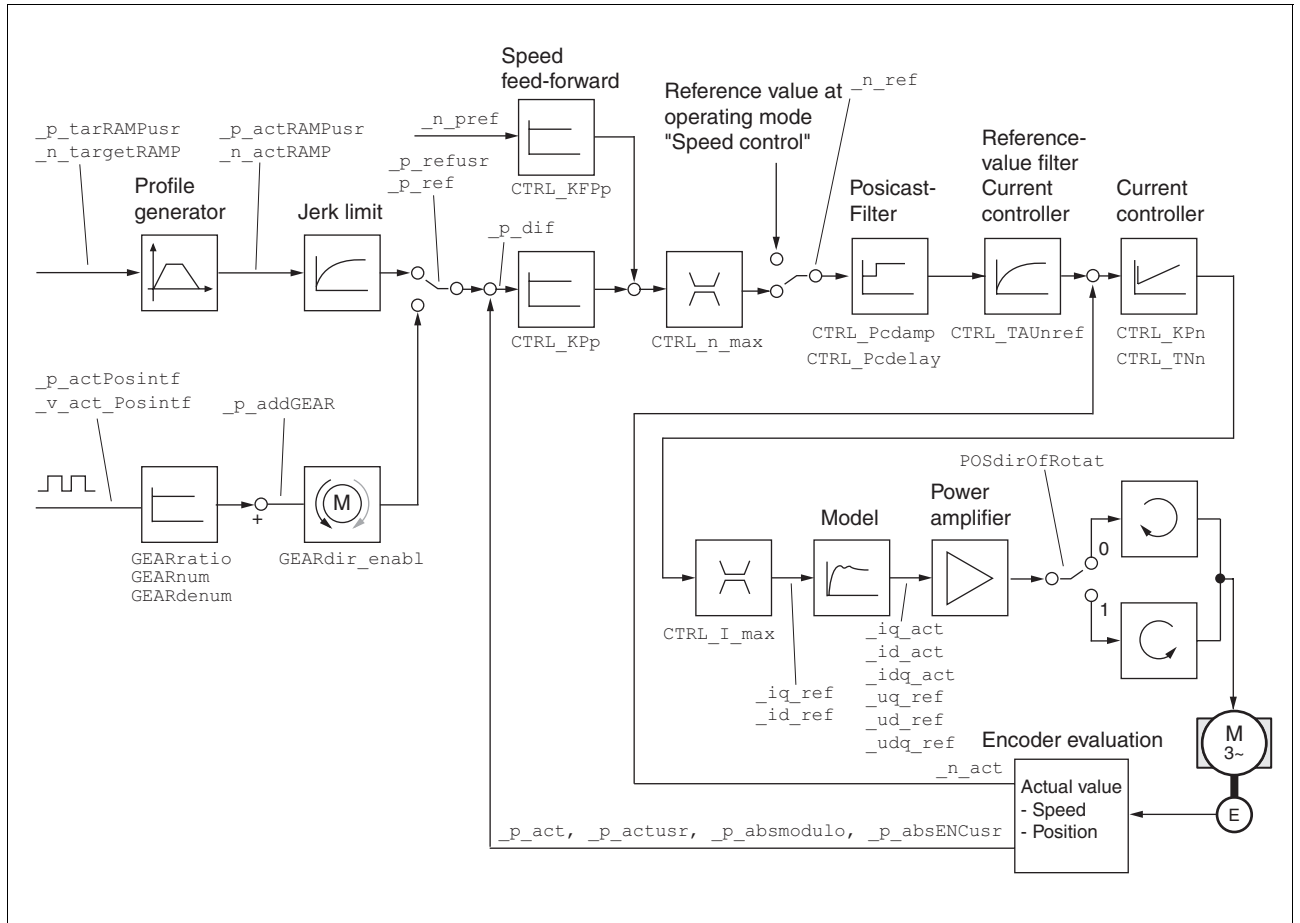 Speed
feed-forward
_n_pref
CTRL_KFPp
Reference value at
operating mode
"Speed control"
_n_ref
_p_tarRAMPusr
_n_targetRAMP
_p_actRAMPusr
_n_actRAMP
_p_refusr
_p_ref
Profile
generator
Jerk limit
_p_dif
CTRL_KPp
CTRL_n_max
Posicast-
Filter
CTRL_Pcdamp
CTRL_Pcdelay
Reference-
value filter
Current
controller
CTRL_TAUnref
Current
controller
CTRL_KPn
CTRL_TNn
_p_actPosintf
_v_act_Posintf
_p_addGEAR
+
M
GEARratio
GEARnum
GEARdenum
GEARdir_enabl
CTRL_I_max
_iq_ref
_id_ref
Model
_iq_act
_id_act
_idq_act
_uq_ref
_ud_ref
_udq_ref
Power
amplifier
POSdirOfRotat
0
1
M
3~
E
Encoder evaluation
Actual value
- Speed
- Position
_n_act
_p_act, _p_actusr, _p_absmodulo, _p_absENCusr